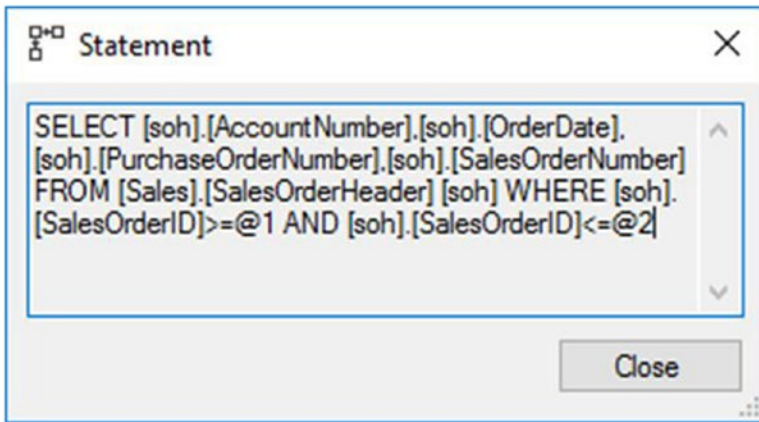 Statement
SELECT [soh].[AccountNumber],[soh].[OrderDate],
[soh].[PurchaseOrderNumber],[soh].[SalesOrderNumber]
FROM [Sales].[SalesOrderHeader] [soh] WHERE [soh].
[SalesOrderID]>=@1 AND [soh].[SalesOrderID]<=@2
Close